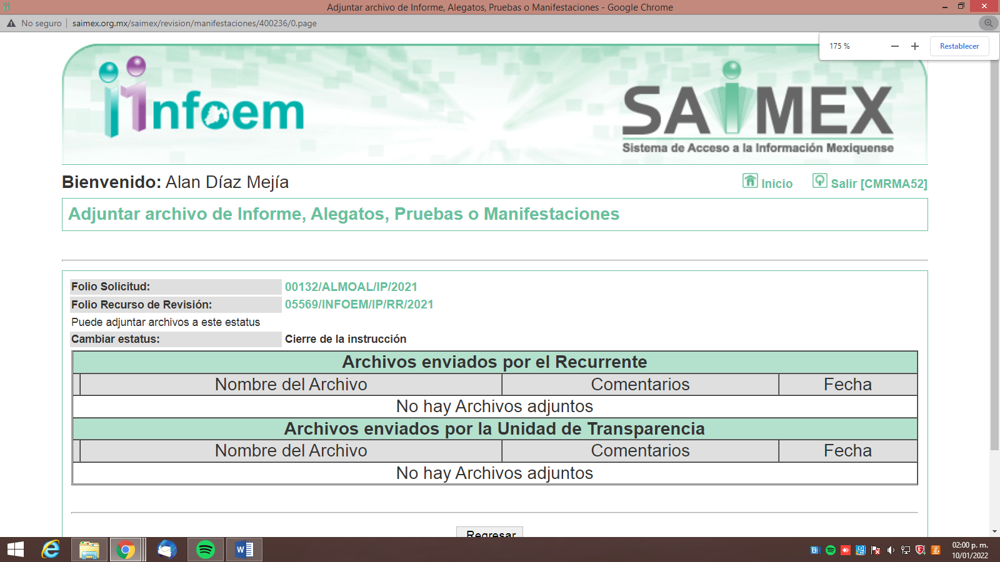 Adjuntar archivo de Informe, Alegatos, Pruebas o Manifestaciones - Google Chrome
No seguro | saimex.org.mx/saimex/revision/manifestaciones/400236/0.page
175 %
Restablecer
infoem
SAIMEX
Sistema de Acceso a la Información Mexiquense
Bienvenido: Alan Díaz Mejía
Inicio
Salir [CMRMA52]
Adjuntar archivo de Informe, Alegatos, Pruebas o Manifestaciones
Folio Solicitud: 00132/ALMOAL/IP/2021
Folio Recurso de Revisión: 05569/INFOEM/IP/RR/2021
Puede adjuntar archivos a este estatus
Cambiar estatus: Cierre de la instrucción
Archivos enviados por el Recurrente
Nombre del Archivo Comentarios Fecha
No hay Archivos adjuntos
Archivos enviados por la Unidad de Transparencia
Nombre del Archivo Comentarios Fecha
No hay Archivos adjuntos
Regresar
02:00 p. m.
10/01/2022